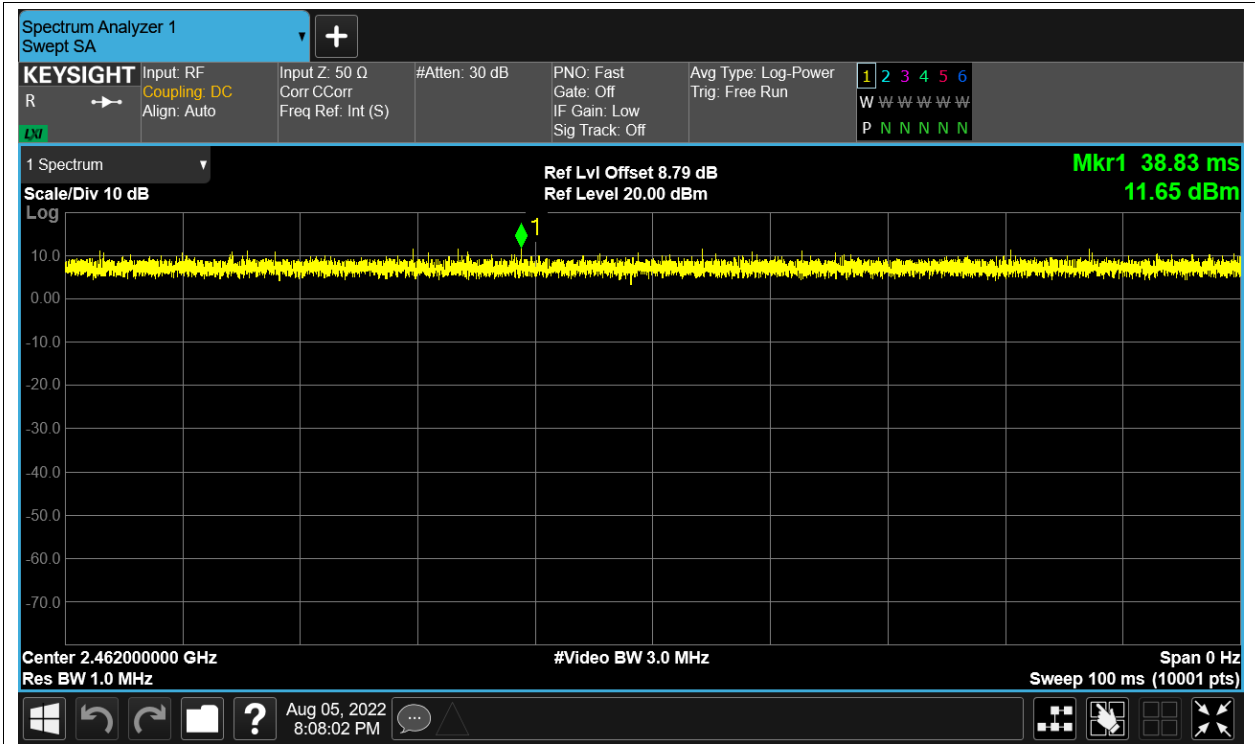 Spectrum Analyzer 1
Swept SA
KEYSIGHT
R
LXI
Input: RF
Coupling: DC
Align: Auto
Input Z: 50 Ω
Corr CCorr
Freq Ref: Int (S)
#Atten: 30 dB
PNO: Fast
Gate: Off
IF Gain: Low
Sig Track: Off
Avg Type: Log-Power
Trig: Free Run
1 2 3 4 5 6
W W W W W W
P N N N N N
1 Spectrum
Scale/Div 10 dB
Ref Lvl Offset 8.79 dB
Ref Level 20.00 dBm
Mkr1 38.83 ms
11.65 dBm
Log
1
10.0
0.00
-10.0
-20.0
-30.0
-40.0
-50.0
-60.0
-70.0
Center 2.462000000 GHz
Res BW 1.0 MHz
#Video BW 3.0 MHz
Span 0 Hz
Sweep 100 ms (10001 pts)
?
Aug 05, 2022
8:08:02 PM